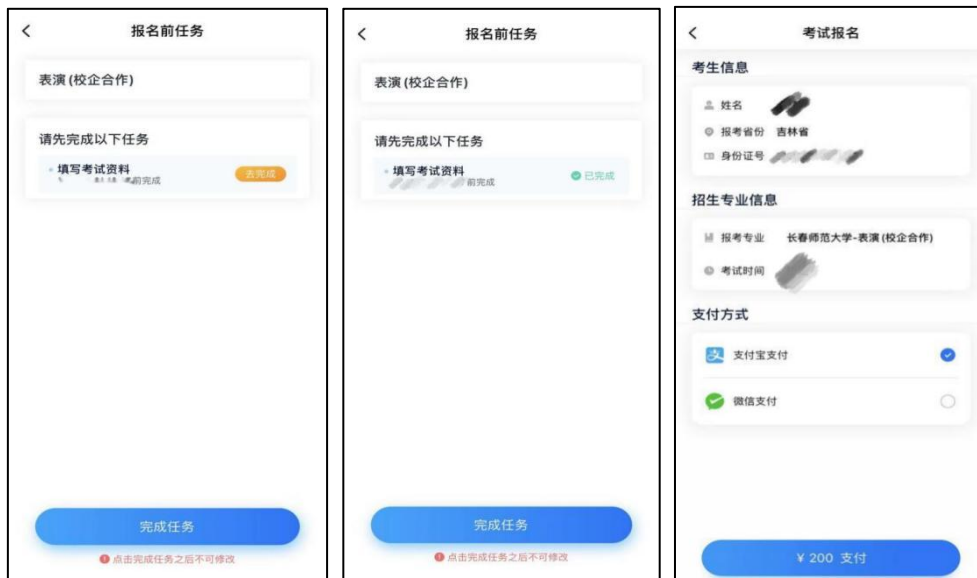 报名前任务
表演(校企合作)
请先完成以下任务
填写考试资料
前完成
去完成
完成任务
点击完成任务之后不可修改
报名前任务
表演(校企合作)
请先完成以下任务
填写考试资料
前完成
已完成
完成任务
点击完成任务之后不可修改
考试报名
考生信息
姓名
报考省份 吉林省
身份证号
招生专业信息
报考专业 长春师范大学-表演(校企合作)
考试时间
支付方式
支付宝支付
微信支付
¥ 200 支付